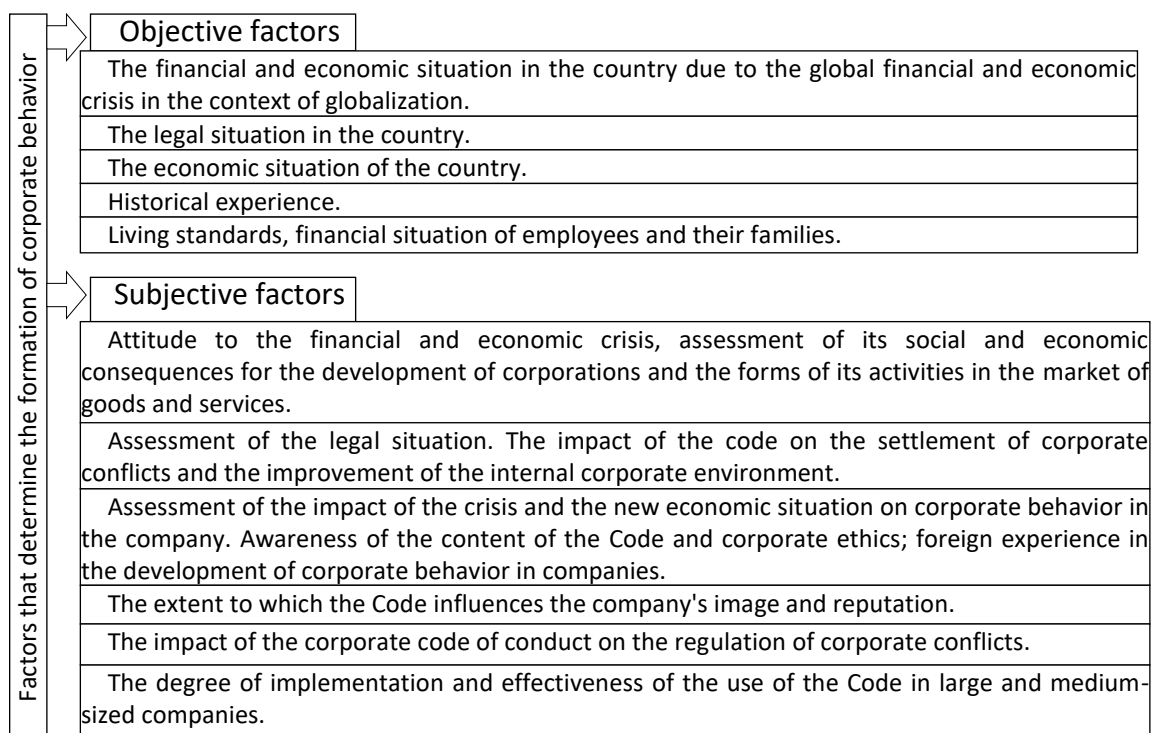 Factors that determine the formation of corporate behavior
Objective factors
The financial and economic situation in the country due to the global financial and economic
crisis in the context of globalization.
The legal situation in the country.
The economic situation of the country.
Historical experience.
Living standards, financial situation of employees and their families.
Subjective factors
Attitude to the financial and economic crisis, assessment of its social and economic
consequences for the development of corporations and the forms of its activities in the market of
goods and services.
Assessment of the legal situation. The impact of the code on the settlement of corporate
conflicts and the improvement of the internal corporate environment.
Assessment of the impact of the crisis and the new economic situation on corporate behavior in
the company. Awareness of the content of the Code and corporate ethics; foreign experience in
the development of corporate behavior in companies.
The extent to which the Code influences the company's image and reputation.
The impact of the corporate code of conduct on the regulation of corporate conflicts.
The degree of implementation and effectiveness of the use of the Code in large and medium-
sized companies.